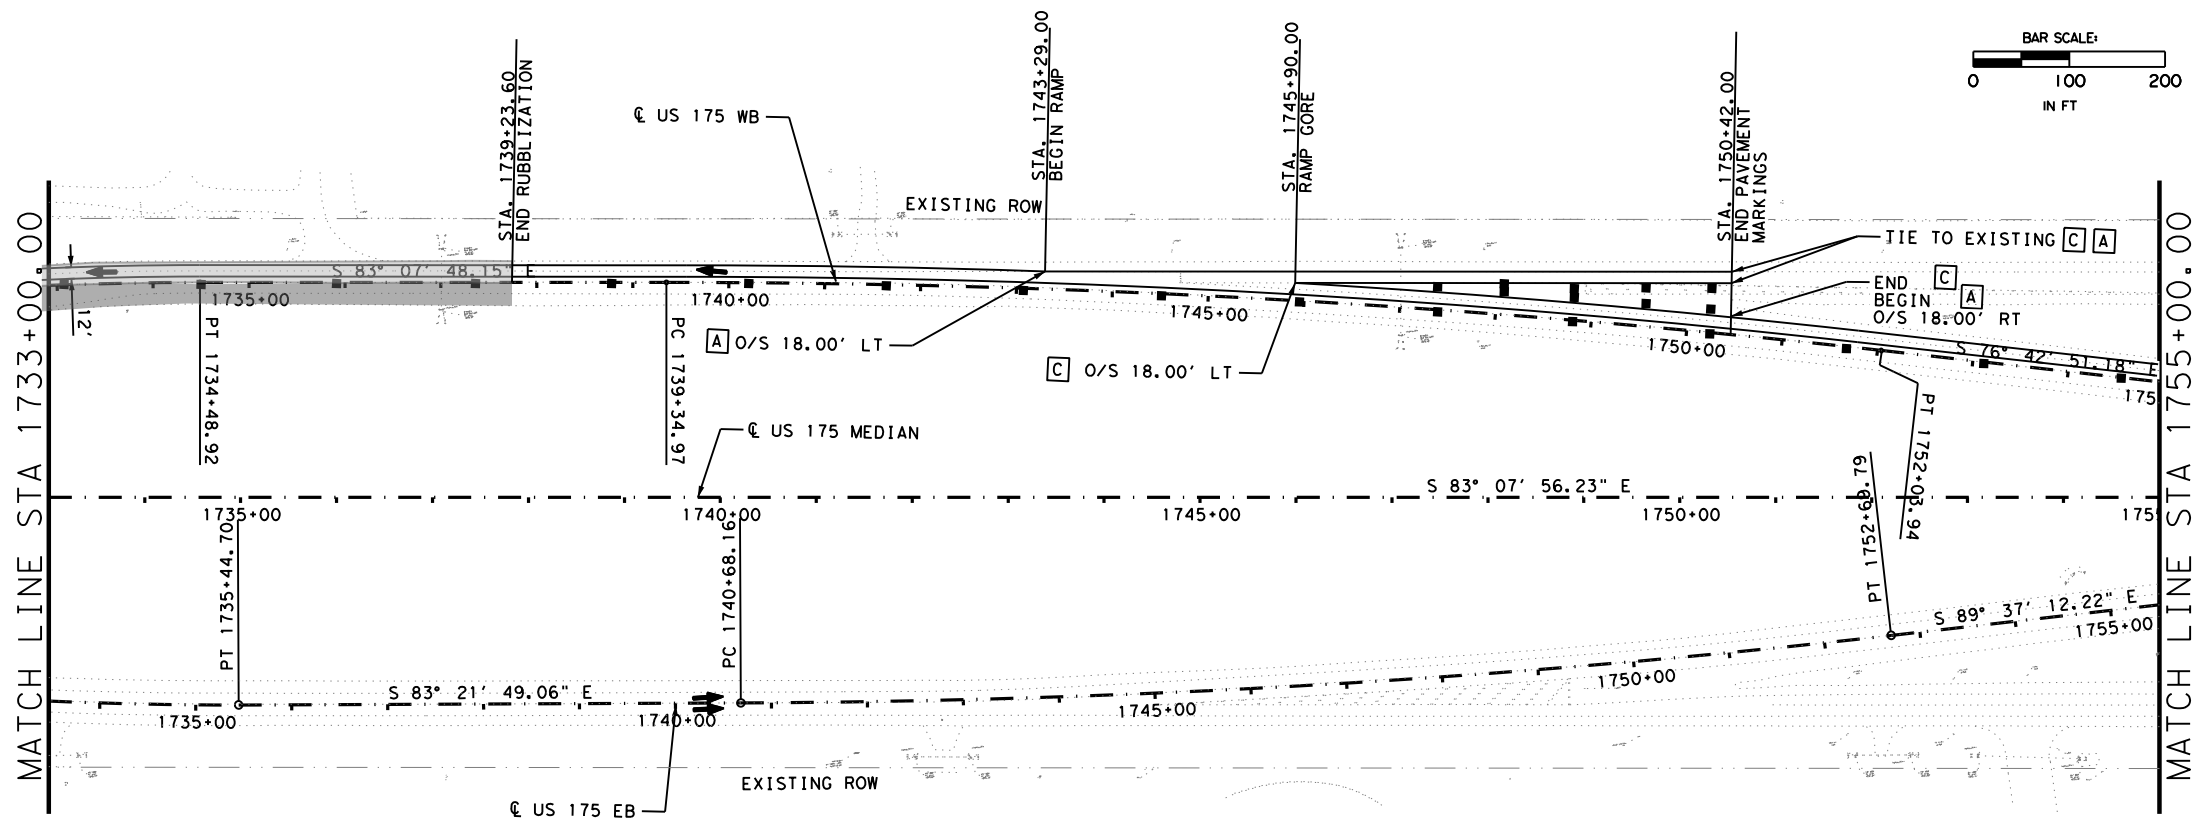 BAR SCALE:
0 100 200
IN FT
STA. 1739+23.60
END RUBBLIZATION
℄ US 175 WB
STA. 1743+29.00
BEGIN RAMP
STA. 1745+90.00
RAMP GORE
STA. 1750+42.00
END PAVEMENT
MARKINGS
EXISTING ROW
TIE TO EXISTING C A
END C
BEGIN A
O/S 18.00' RT
S 83° 07' 48.15" E
12'
1735+00
1740+00
1745+00
1750+00
175
S 76° 42' 51.18" E
PT 1734+48.92
PC 1739+34.97
A O/S 18.00' LT
C O/S 18.00' LT
PT 1752+03.94
℄ US 175 MEDIAN
S 83° 07' 56.23" E
1735+00
1740+00
1745+00
1750+00
175
PT 1735+44.70
PC 1740+68.16
PT 1752+69.79
S 83° 21' 49.06" E
S 89° 37' 12.22" E
1735+00
1740+00
1745+00
1750+00
1755+00
EXISTING ROW
℄ US 175 EB
MATCH LINE STA 1733+00.00
MATCH LINE STA 1755+00.00